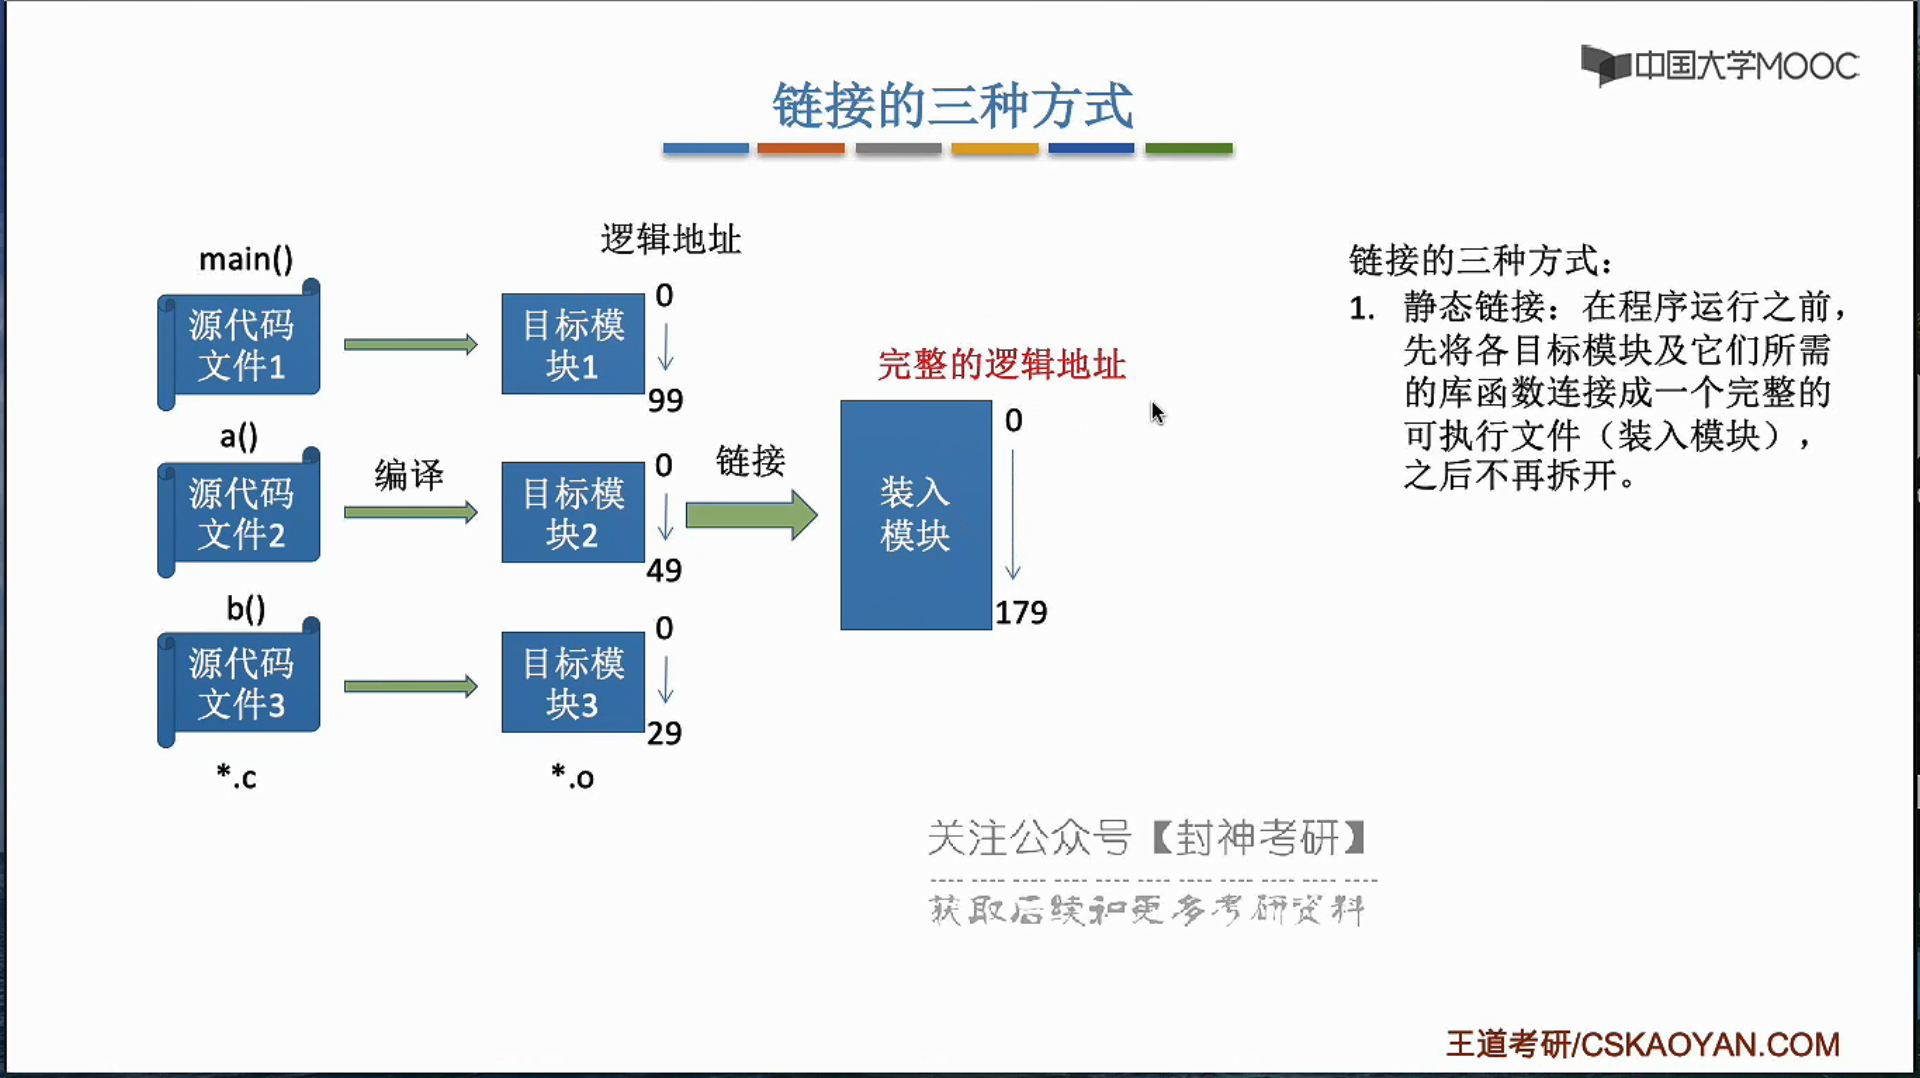 中国大学MOOC
链接的三种方式
逻辑地址
main()
源代码
文件1
目标模
块1
0
99
a()
源代码
文件2
编译
目标模
块2
0
49
链接
b()
源代码
文件3
目标模
块3
0
29
*.c
*.o
完整的逻辑地址
装入
模块
0
179
链接的三种方式：
1. 静态链接：在程序运行之前，
先将各目标模块及它们所需
的库函数连接成一个完整的
可执行文件（装入模块），
之后不再拆开。
关注公众号【封神考研】
获取后续和更多考研资料
王道考研/CSKAOYAN.COM